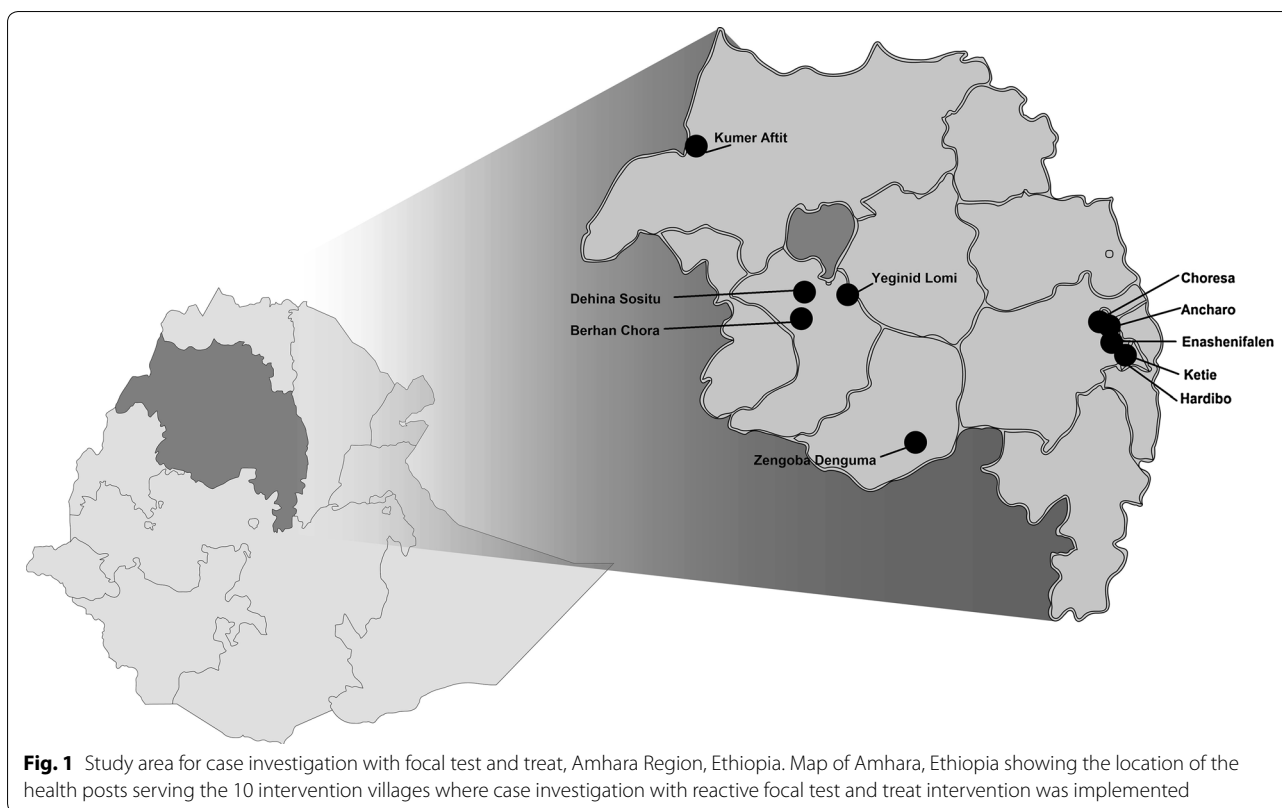 Kumer Aftit
Yeginid Lomi
Dehina Sositu
Berhan Chora
Choresa
Ancharo
Enashenifalen
Ketie
Hardibo
Zengoba Denguma
Fig. 1 Study area for case investigation with focal test and treat, Amhara Region, Ethiopia. Map of Amhara, Ethiopia showing the location of the
health posts serving the 10 intervention villages where case investigation with reactive focal test and treat intervention was implemented